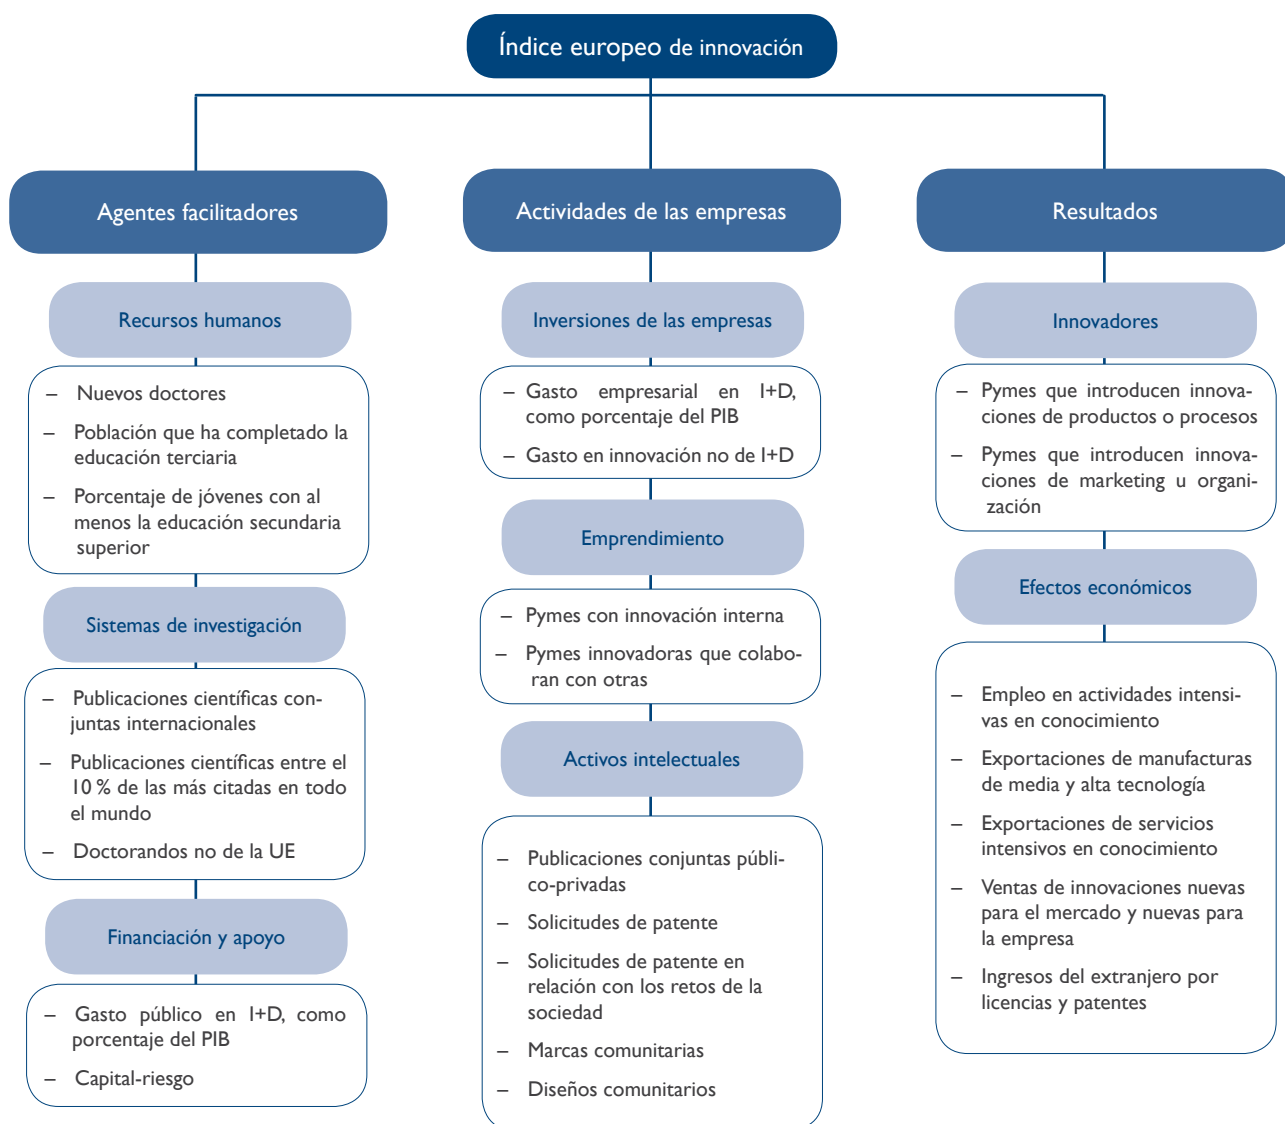 Índice europeo de innovación
Agentes facilitadores
Recursos humanos
– Nuevos doctores
– Población que ha completado la
educación terciaria
– Porcentaje de jóvenes con al
menos la educación secundaria
superior
Sistemas de investigación
– Publicaciones científicas con-
juntas internacionales
– Publicaciones científicas entre el
10 % de las más citadas en todo
el mundo
– Doctorandos no de la UE
Financiación y apoyo
– Gasto público en I+D, como
porcentaje del PIB
– Capital-riesgo
Actividades de las empresas
Inversiones de las empresas
– Gasto empresarial en I+D,
como porcentaje del PIB
– Gasto en innovación no de I+D
Emprendimiento
– Pymes con innovación interna
– Pymes innovadoras que colabo-
ran con otras
Activos intelectuales
– Publicaciones conjuntas públi-
co-privadas
– Solicitudes de patente
– Solicitudes de patente en
relación con los retos de la
sociedad
– Marcas comunitarias
– Diseños comunitarios
Resultados
Innovadores
– Pymes que introducen innova-
ciones de productos o procesos
– Pymes que introducen innova-
ciones de marketing u organi-
zación
Efectos económicos
– Empleo en actividades intensi-
vas en conocimiento
– Exportaciones de manufacturas
de media y alta tecnología
– Exportaciones de servicios
intensivos en conocimiento
– Ventas de innovaciones nuevas
para el mercado y nuevas para
la empresa
– Ingresos del extranjero por
licencias y patentes